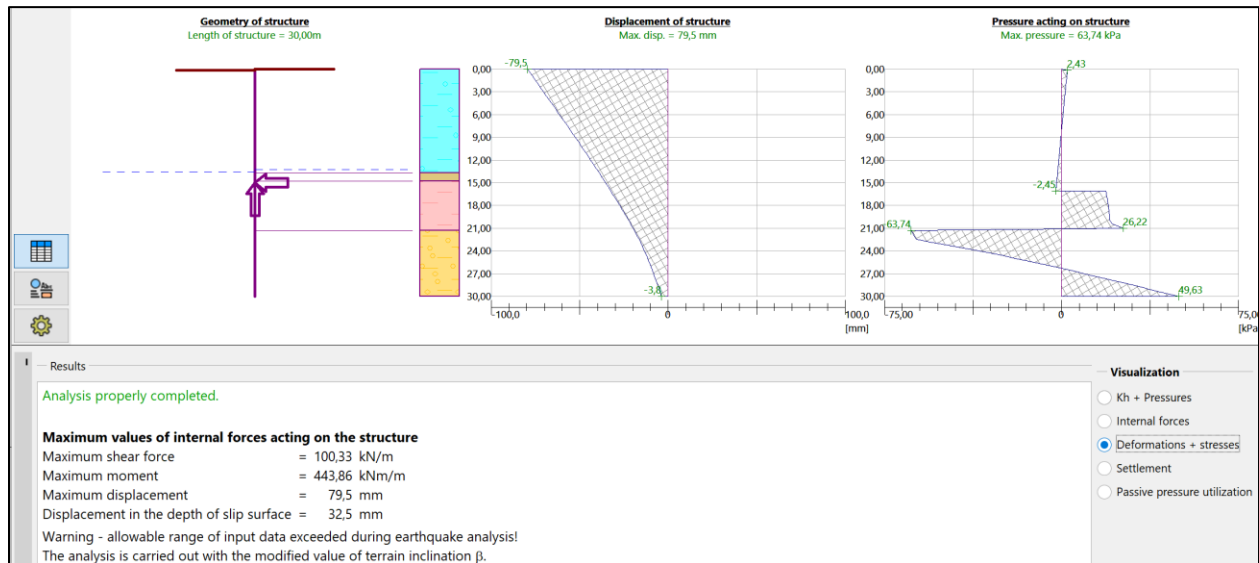 Geometry of structure
Length of structure = 30,00m
Displacement of structure
Max. disp. = 79,5 mm
-79,5
0,00
3,00
6,00
9,00
12,00
15,00
18,00
21,00
24,00
27,00
30,00
-3,8
100,0
0
100,0
[mm]
Pressure acting on structure
Max. pressure = 63,74 kPa
2,43
0,00
3,00
6,00
9,00
12,00
15,00
-2,45
18,00
26,22
63,74
21,00
24,00
27,00
30,00
49,63
-75,00
0
75,00
[kPa]
Results
Analysis properly completed.
Maximum values of internal forces acting on the structure
Maximum shear force = 100,33 kN/m
Maximum moment = 443,86 kNm/m
Maximum displacement = 79,5 mm
Displacement in the depth of slip surface = 32,5 mm
Warning - allowable range of input data exceeded during earthquake analysis!
The analysis is carried out with the modified value of terrain inclination β.
Visualization
Kh + Pressures
Internal forces
Deformations + stresses
Settlement
Passive pressure utilization